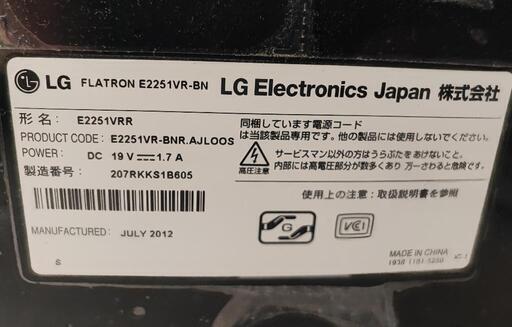 LG FLATRON E2251VR-BN LG Electronics Japan 株式会社
形 名 : E2251VRR
PRODUCT CODE: E2251VR-BNR.AJLOOS
POWER: DC 19V 1.7 A
製造番号: 207RKKS1B605
MANUFACTURED: JULY 2012
S
同梱しています電源コード
は当該製品専用です。他の製品には使用しないでください。
高圧注意
サービスマン以外の方はうらぶたをあけないること。
内部には高電圧部分が数多くあり 万一さわると危険です。
使用上の注意:取扱説明書を参照
G
VCI
MADE IN CHINA